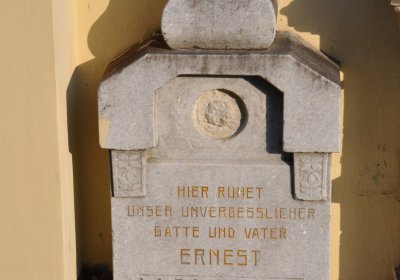 HIER RUHET
UNSER UNVERGESSLICHER
GATTE UND VATER
ERNEST